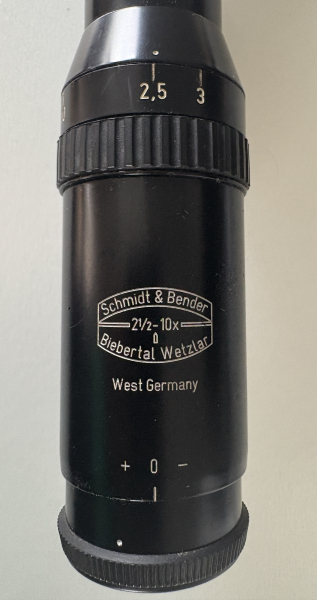 2,5 3
Schmidt & Bender
2½-10x
Biebertal Wetzlar
West Germany
+ 0 -